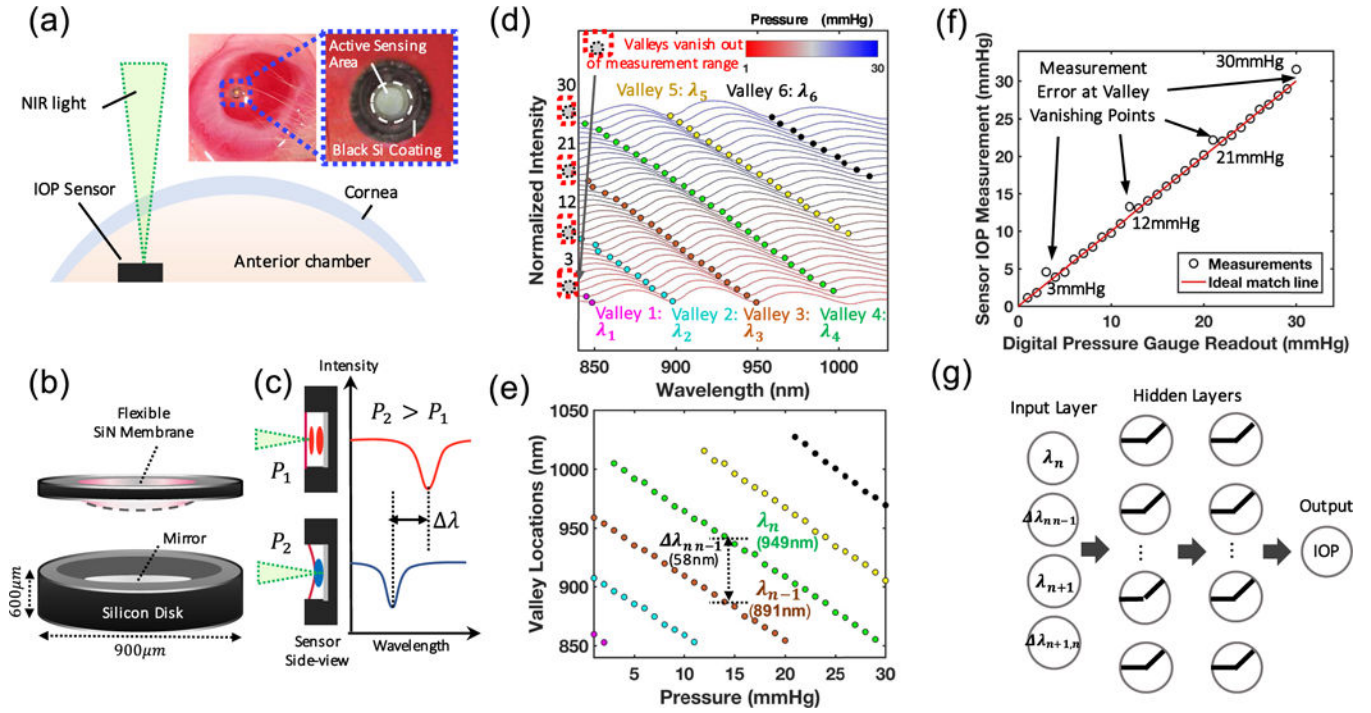 (a)
NIR light
IOP Sensor
Active Sensing
Area
Black Si Coating
Cornea
Anterior chamber
(b)
Flexible
SiN Membrane
Mirror
Silicon Disk
600μm
900μm
(c)
Intensity
P₂ > P₁
P₁
Δλ
P₂
Wavelength
Sensor
Side-view
(d)
Pressure (mmHg)
Valleys vanish out
of measurement range
1
30
Valley 5: λ₅
Valley 6: λ₆
30
21
12
3
Normalized Intensity
Valley 1:
λ₁
Valley 2:
λ₂
Valley 3:
λ₃
Valley 4:
λ₄
850
900
950
1000
Wavelength (nm)
(e)
1050
1000
950
900
850
Valley Locations (nm)
Δλₙ ₙ₋₁
(58nm)
λₙ
(949nm)
λₙ₋₁
(891nm)
5
10
15
20
25
30
Pressure (mmHg)
(f)
Sensor IOP Measurement (mmHg)
35
30
25
20
15
10
5
0
Measurement
Error at Valley
Vanishing Points
30mmHg
21mmHg
12mmHg
3mmHg
Measurements
Ideal match line
0
10
20
30
Digital Pressure Gauge Readout (mmHg)
(g)
Input Layer
Hidden Layers
λₙ
Δλₙ ₙ₋₁
λₙ₊₁
Δλₙ₊₁,ₙ
Output
IOP